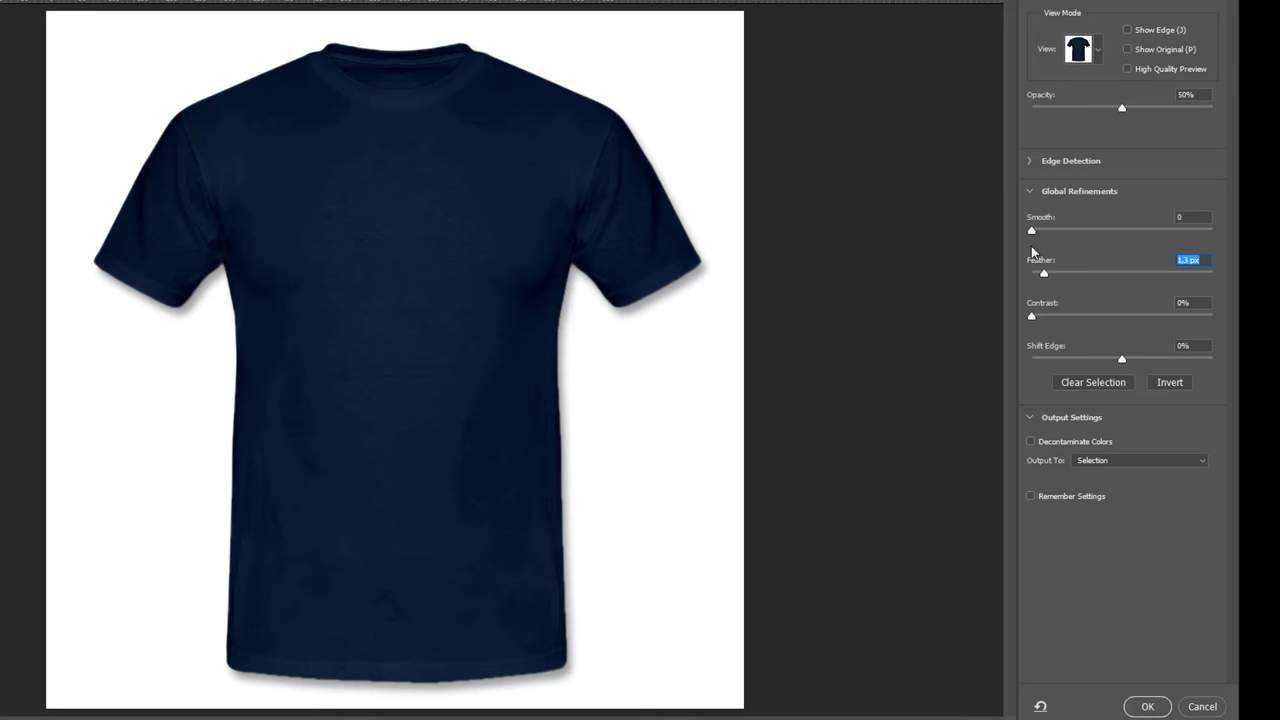 View Mode
Show Edge (J)
View:
Show Original (P)
High Quality Preview
Opacity: 50%
Edge Detection
Global Refinements
Smooth: 0
Feather: 1,3 px
Contrast: 0%
Shift Edge: 0%
Clear Selection Invert
Output Settings
Decontaminate Colors
Output To: Selection
Remember Settings
OK Cancel